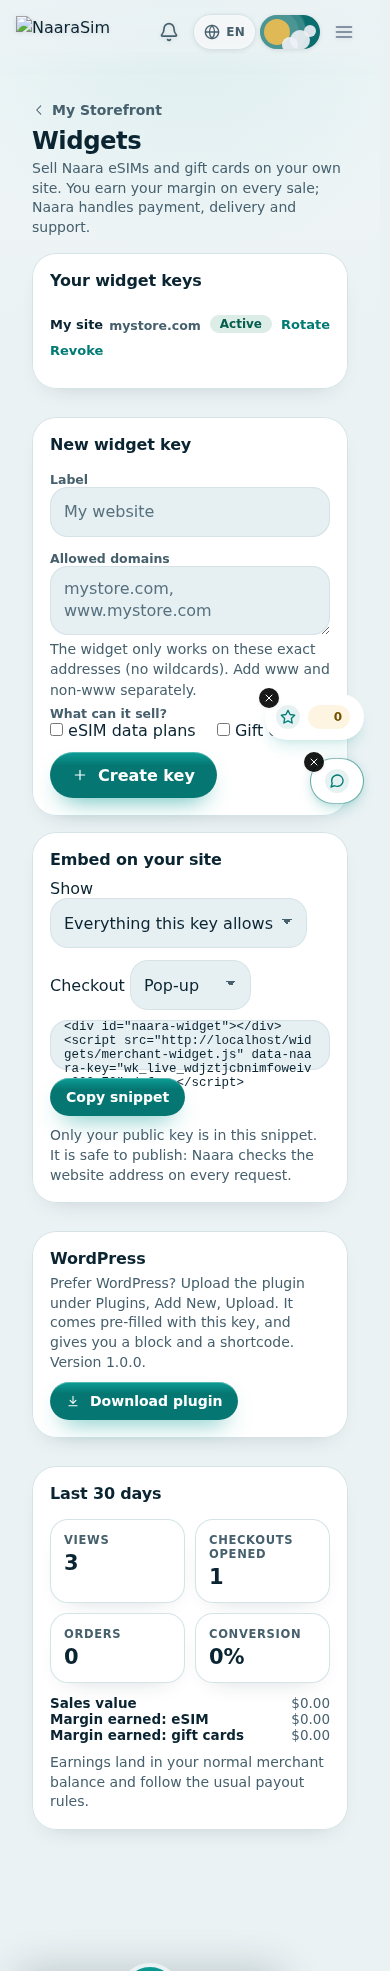 NaaraSim
EN
My Storefront
Widgets
Sell Naara eSIMs and gift cards on your own
site. You earn your margin on every sale;
Naara handles payment, delivery and
support.
Your widget keys
My site mystore.com Active Rotate
Revoke
New widget key
Label
My website
Allowed domains
mystore.com,
www.mystore.com
The widget only works on these exact
addresses (no wildcards). Add www and
non-www separately.
What can it sell?
0
eSIM data plans Gift
Create key
Embed on your site
Show
Everything this key allows
Checkout Pop-up
<div id="naara-widget"></div>
<script src="http://localhost/wid
gets/merchant-widget.js" data-naa
ra-key="wk_live_wdjztjcbnimfoweiv
</script>
Copy snippet
Only your public key is in this snippet.
It is safe to publish: Naara checks the
website address on every request.
WordPress
Prefer WordPress? Upload the plugin
under Plugins, Add New, Upload. It
comes pre-filled with this key, and
gives you a block and a shortcode.
Version 1.0.0.
Download plugin
Last 30 days
VIEWS
3
CHECKOUTS
OPENED
1
ORDERS
0
CONVERSION
0%
Sales value $0.00
Margin earned: eSIM $0.00
Margin earned: gift cards $0.00
Earnings land in your normal merchant
balance and follow the usual payout
rules.